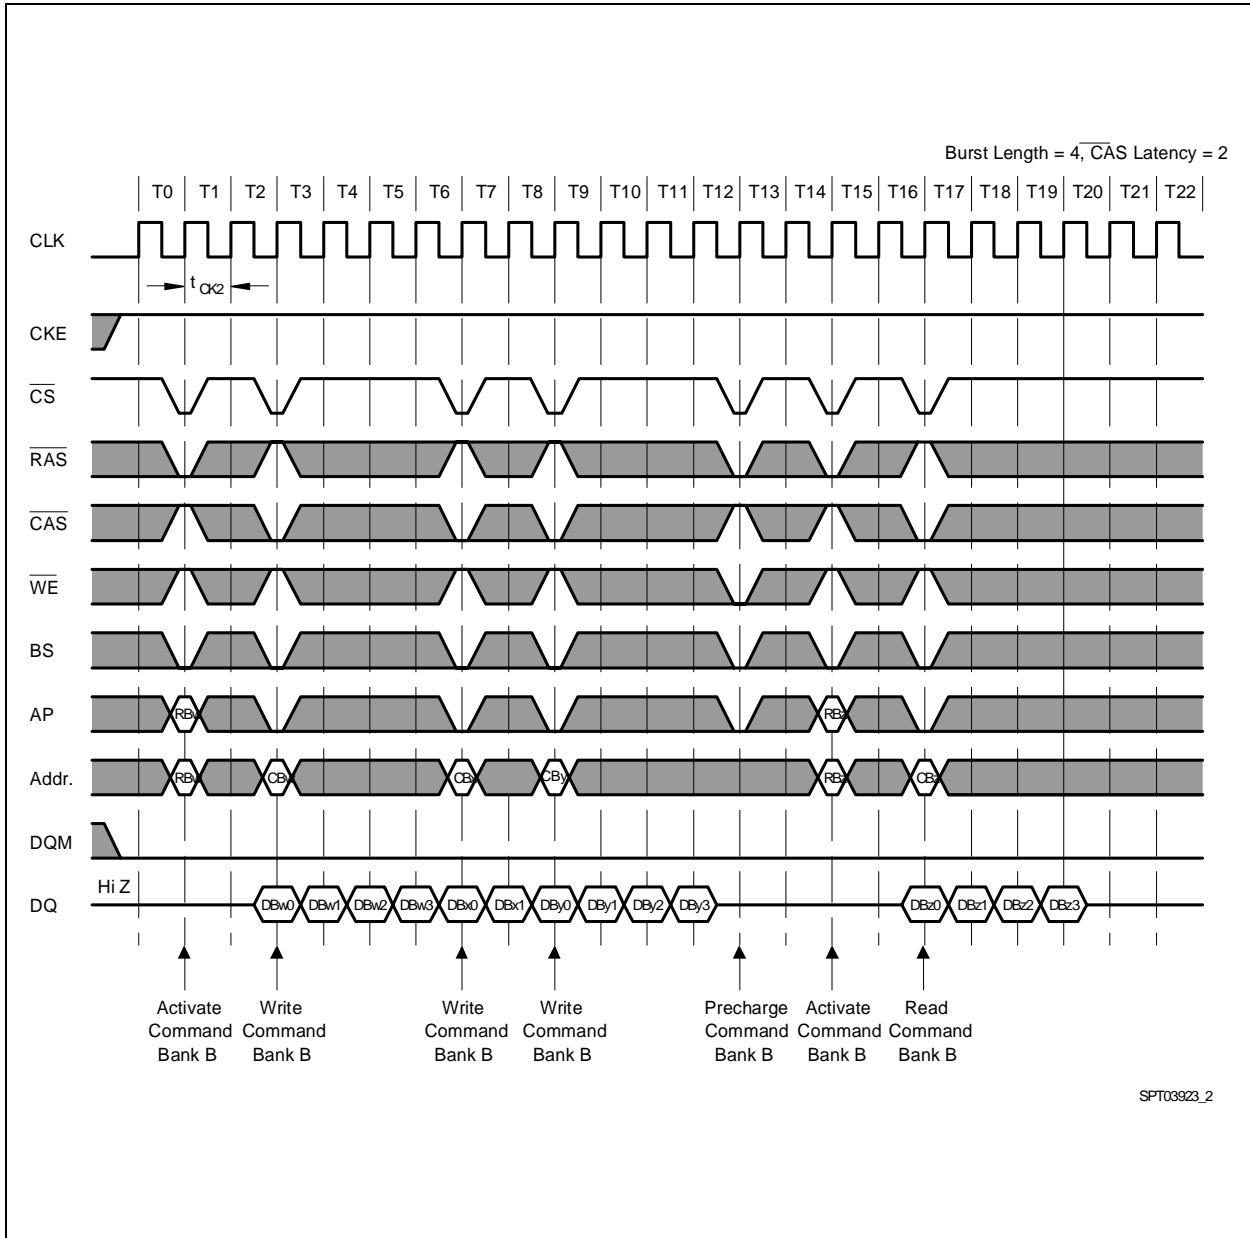 Burst Length = 4, CAS Latency = 2
T0 T1 T2 T3 T4 T5 T6 T7 T8 T9 T10 T11 T12 T13 T14 T15 T16 T17 T18 T19 T20 T21 T22
CLK
t CK2
CKE
CS
RAS
CAS
WE
BS
AP RBz
Addr. CBy RBz CBz
DQM
Hi Z
DQ DBw0 DBw1 DBw2 DBw3 DBx0 DBx1 DBy0 DBy1 DBy2 DBy3 DBz0 DBz1 DBz2 DBz3
Activate Write Write Write Precharge Activate Read
Command Command Command Command Command Command Command
Bank B Bank B Bank B Bank B Bank B Bank B Bank B
SPT03923_2